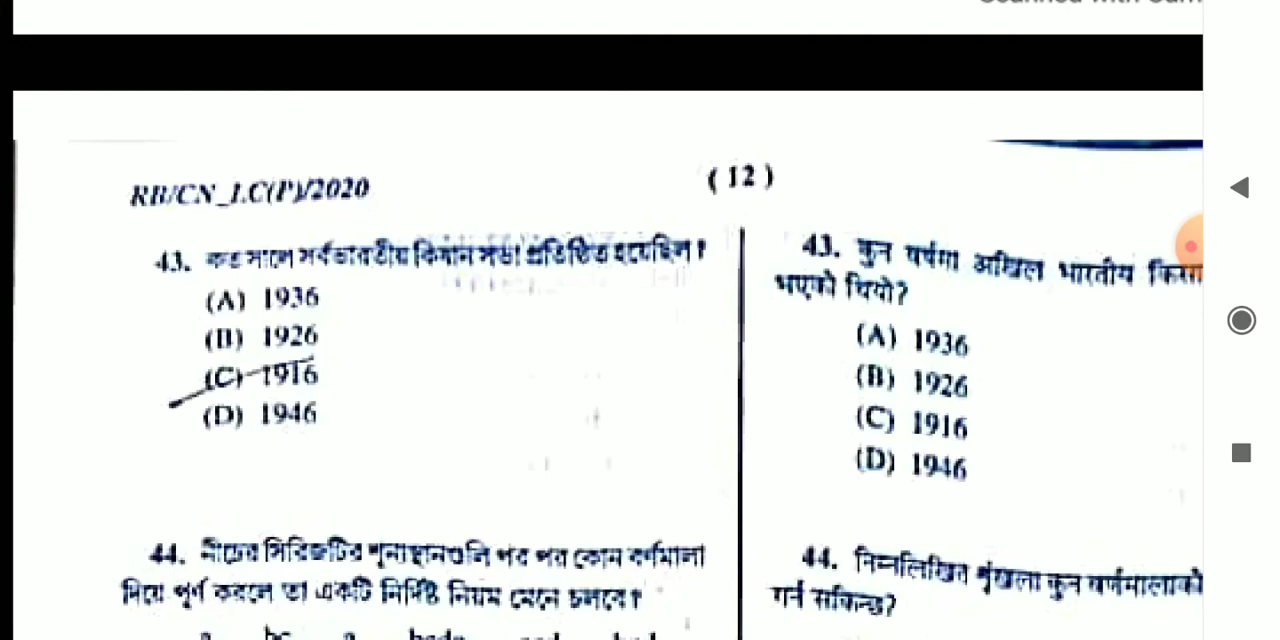 RB/CN_LC(P)/2020
( 12 )
43. কত সালে সর্বভারতীয় কিষান সভা প্রতিষ্ঠিত হয়েছিল?
(A) 1936
(B) 1926
(C) 1916
(D) 1946
44. নীচের সিরিজটির শূন্যস্থানগুলি পর পর কোন বর্ণমালা
দিয়ে পূর্ণ করলে তা একটি নির্দিষ্ট নিয়ম মেনে চলবে?
43. कुन वर्षमा अखिल भारतीय
भएको थियो?
(A) 1936
(B) 1926
(C) 1916
(D) 1946
44. निम्नलिखित शृंखला कुन वर्णमालाको
गर्न सकिन्छ?